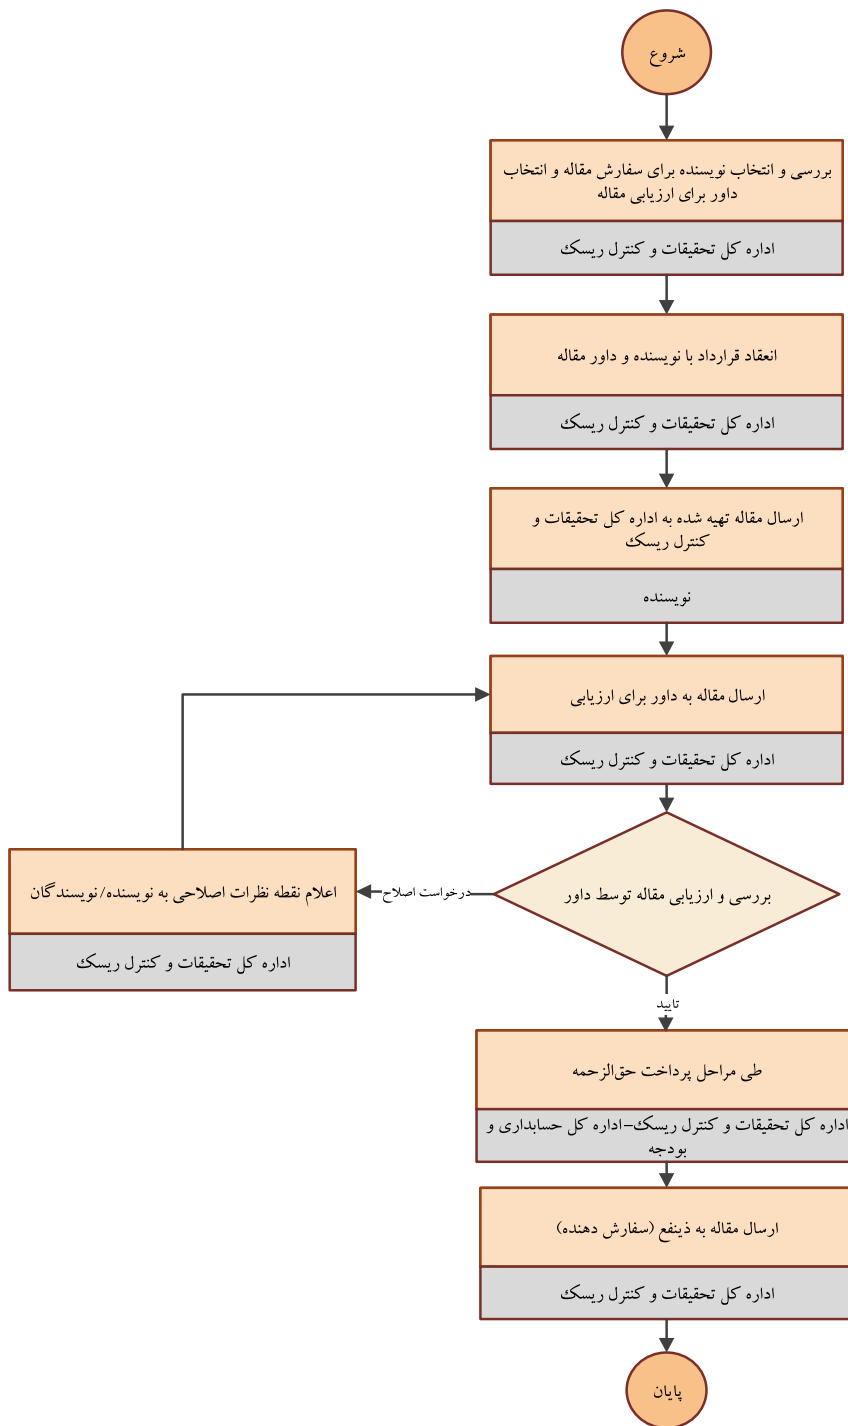 شروع
بررسی و انتخاب نویسنده برای سفارش مقاله و انتخاب
داور برای ارزیابی مقاله
اداره کل تحقیقات و کنترل ریسک
انعقاد قرارداد با نویسنده و داور مقاله
اداره کل تحقیقات و کنترل ریسک
ارسال مقاله تهیه شده به اداره کل تحقیقات و
کنترل ریسک
نویسنده
ارسال مقاله به داور برای ارزیابی
اداره کل تحقیقات و کنترل ریسک
بررسی و ارزیابی مقاله توسط داور
درخواست اصلاح
اعلام نقطه نظرات اصلاحی به نویسنده/نویسندگان
اداره کل تحقیقات و کنترل ریسک
تایید
طی مراحل پرداخت حق‌الزحمه
اداره کل تحقیقات و کنترل ریسک-اداره کل حسابداری و
بودجه
ارسال مقاله به ذینفع (سفارش دهنده)
اداره کل تحقیقات و کنترل ریسک
پایان